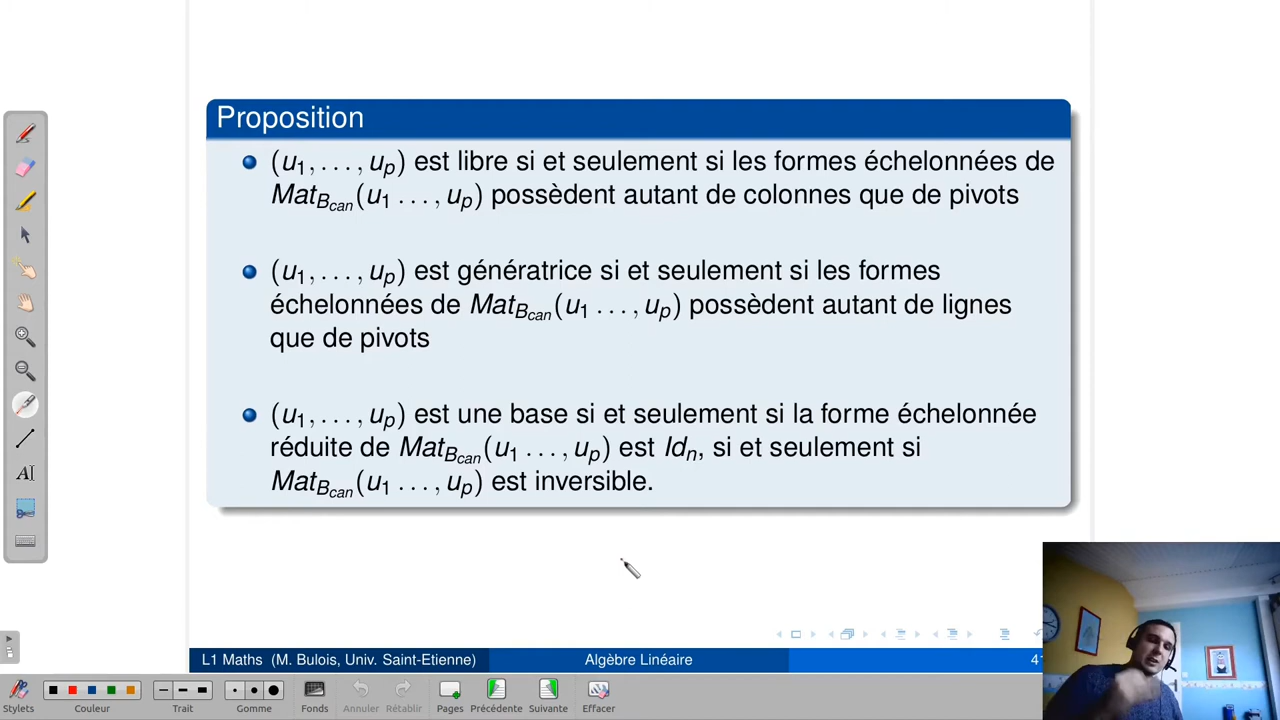 Proposition
(u1, . . . , up) est libre si et seulement si les formes échelonnées de
MatBcan(u1 . . . , up) possèdent autant de colonnes que de pivots
(u1, . . . , up) est génératrice si et seulement si les formes
échelonnées de MatBcan(u1 . . . , up) possèdent autant de lignes
que de pivots
(u1, . . . , up) est une base si et seulement si la forme échelonnée
réduite de MatBcan(u1 . . . , up) est Idn, si et seulement si
MatBcan(u1 . . . , up) est inversible.
L1 Maths (M. Bulois, Univ. Saint-Etienne) Algèbre Linéaire
Stylets Couleur Trait Gomme Fonds Annuler Rétablir Pages Précédente Suivante Effacer